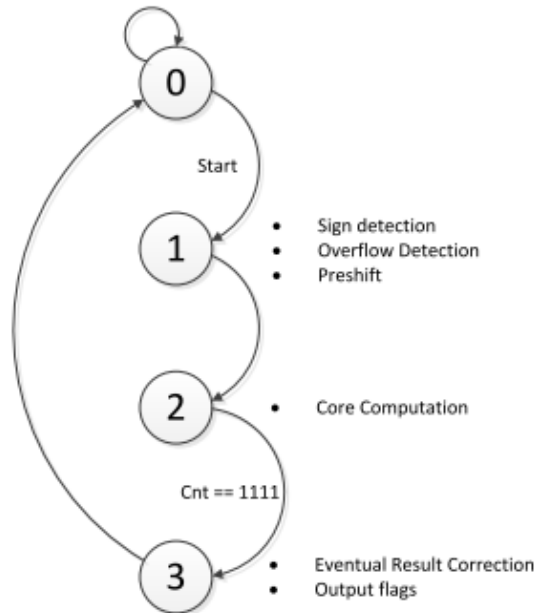 0
Start
1
• Sign detection
• Overflow Detection
• Preshift
2
• Core Computation
Cnt == 1111
3
• Eventual Result Correction
• Output flags